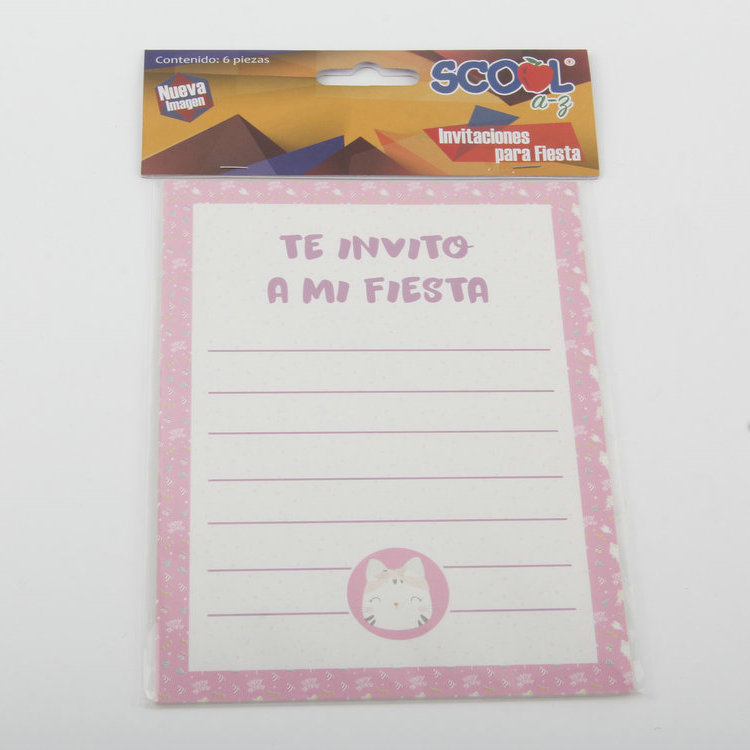 Contenido: 6 piezas
Nueva
Imagen
SCOOL
a-z
Invitaciones
para Fiesta
TE INVITO
A MI FIESTA